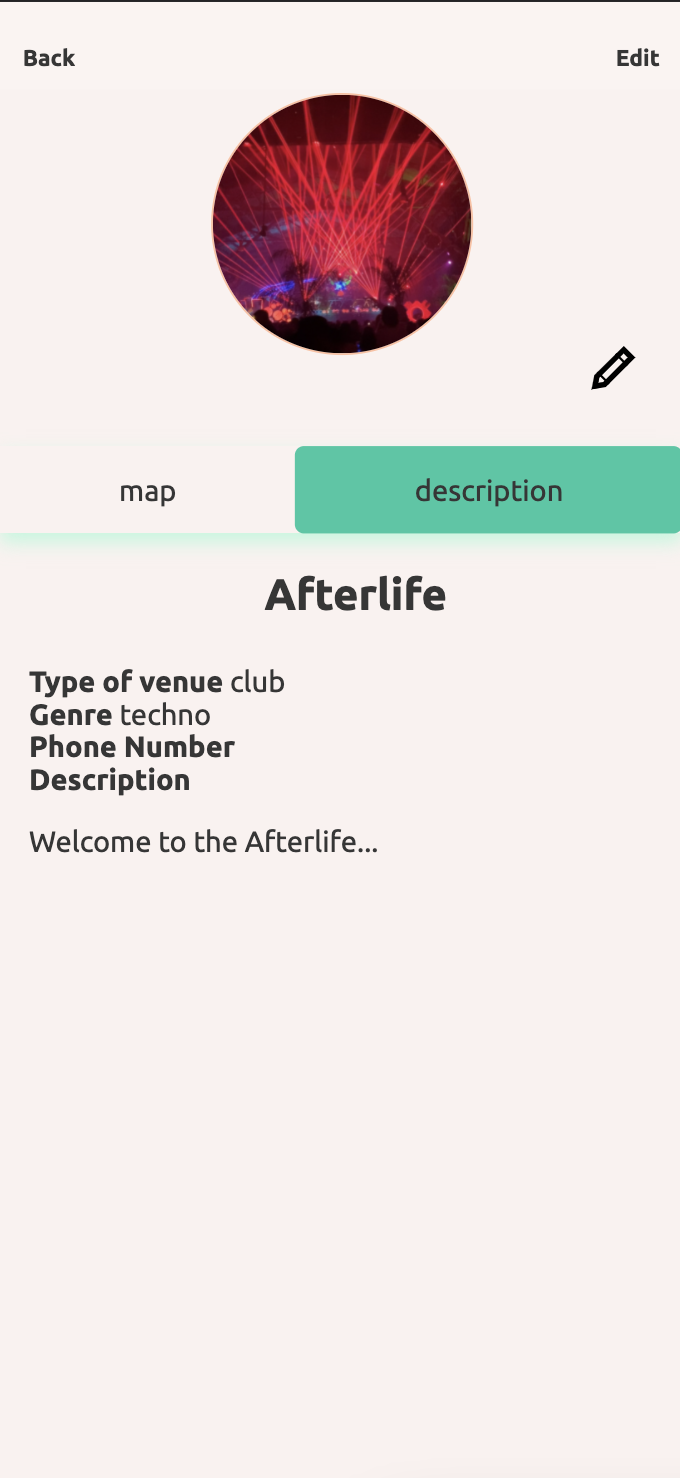 Back
Edit
map
description
Afterlife
Type of venue club
Genre techno
Phone Number
Description
Welcome to the Afterlife...